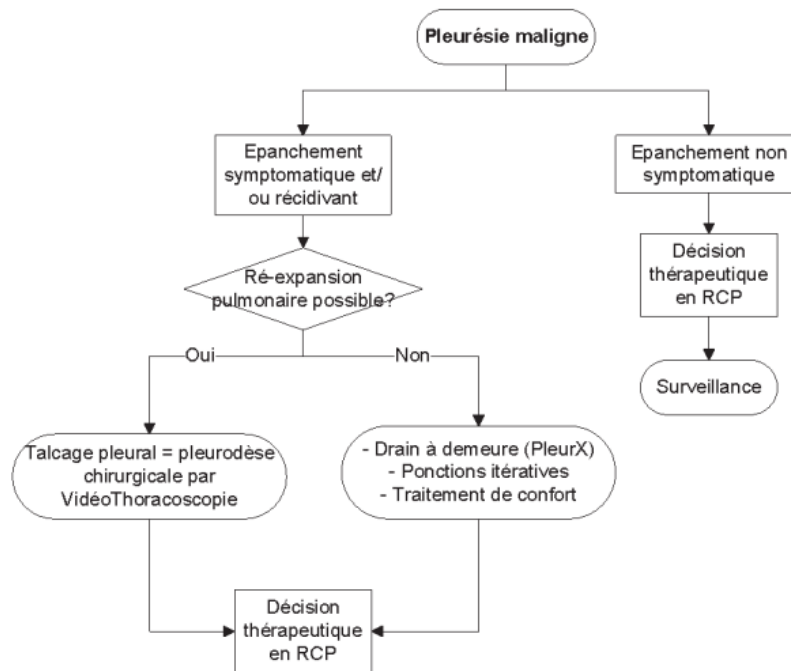 Pleurésie maligne
Epanchement
symptomatique et/
ou récidivant
Epanchement non
symptomatique
Ré-expansion
pulmonaire possible?
Décision
thérapeutique
en RCP
Oui
Non
Surveillance
Talcage pleural = pleurodèse
chirurgicale par
VidéoThoracoscopie
- Drain à demeure (PleurX)
- Ponctions itératives
- Traitement de confort
Décision
thérapeutique
en RCP